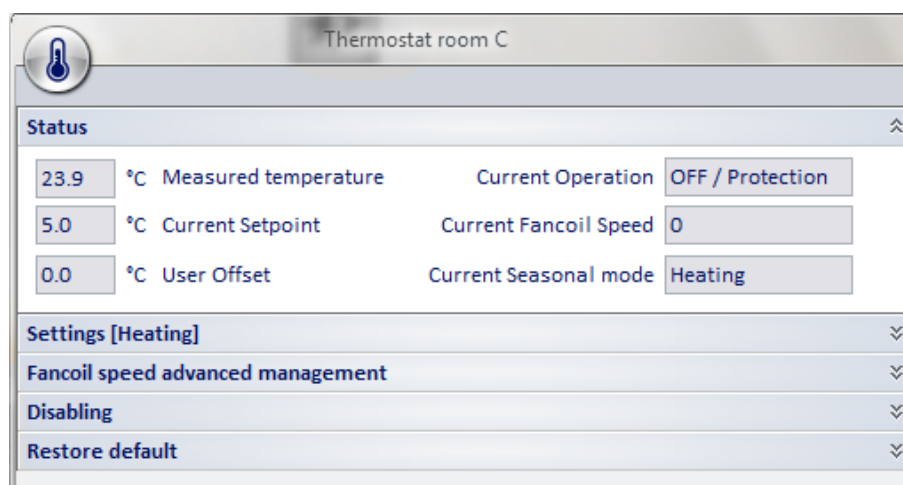 Thermostat room C
Status
23.9 °C Measured temperature Current Operation OFF / Protection
5.0 °C Current Setpoint Current Fancoil Speed 0
0.0 °C User Offset Current Seasonal mode Heating
Settings [Heating]
Fancoil speed advanced management
Disabling
Restore default